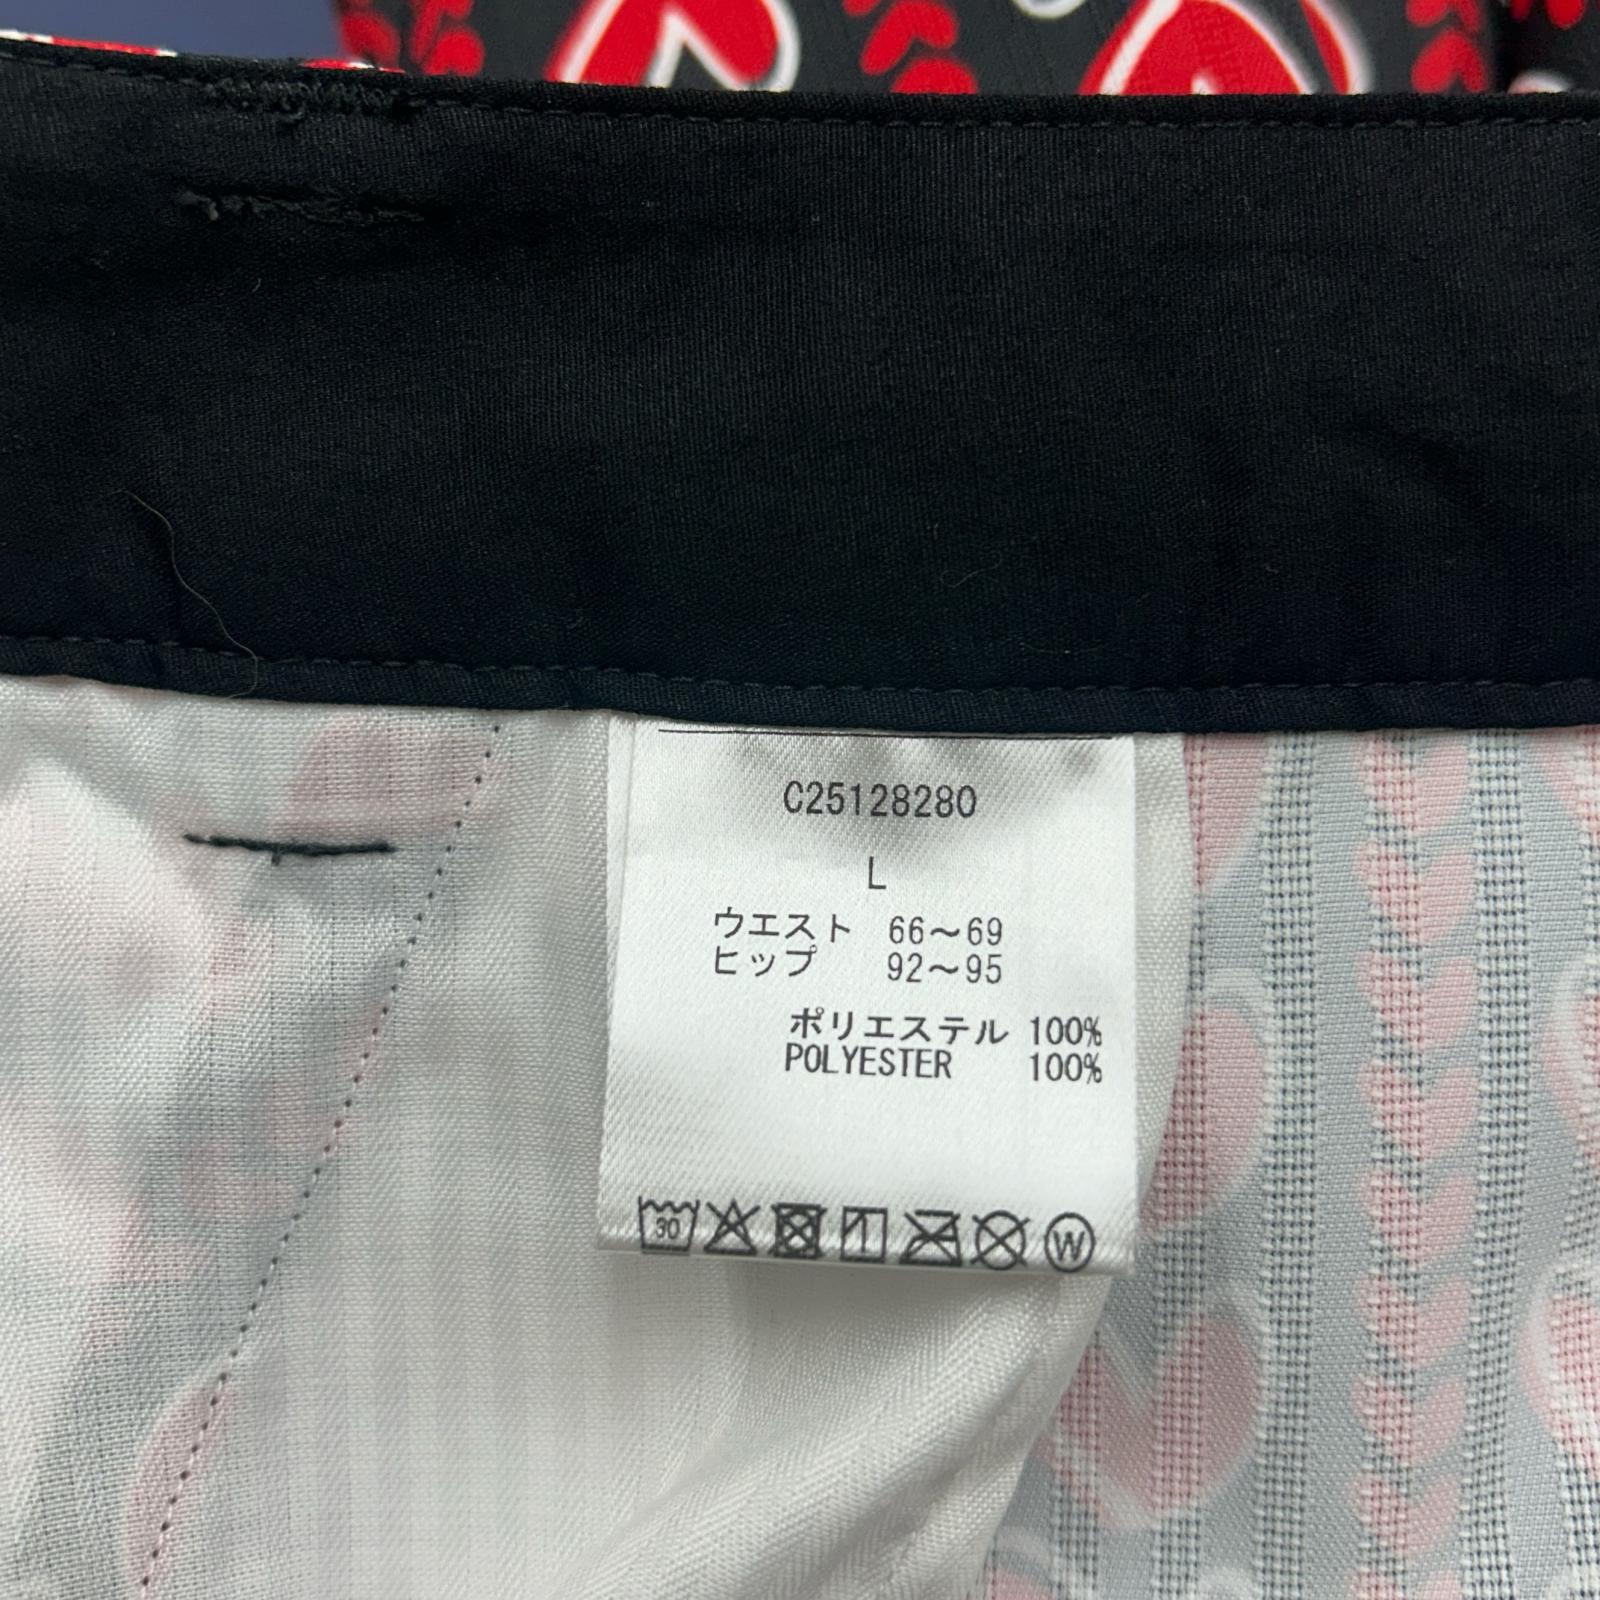 C25128280
L
ウエスト 66～69
ヒップ 92～95
ポリエステル 100%
POLYESTER 100%
30
W